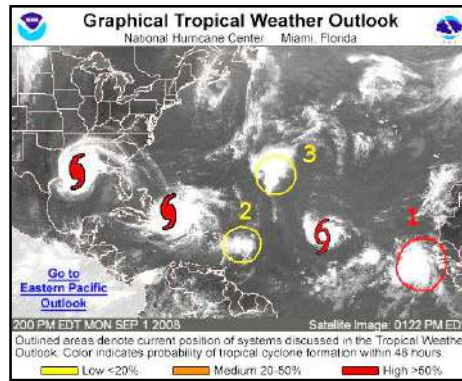 Graphical Tropical Weather Outlook
National Hurricane Center Miami, Florida
3
1
2
Go to
Eastern Pacific
Outlook
200 PM EDT MON SEP 1 2008 Satellite Image: 0122 PM EDT
Outlined areas denote current position of systems discussed in the Tropical Weathe
Outlook. Color indicates probability of tropical cyclone formation within 48 hours.
Low <20% Medium 20-50% High >50%